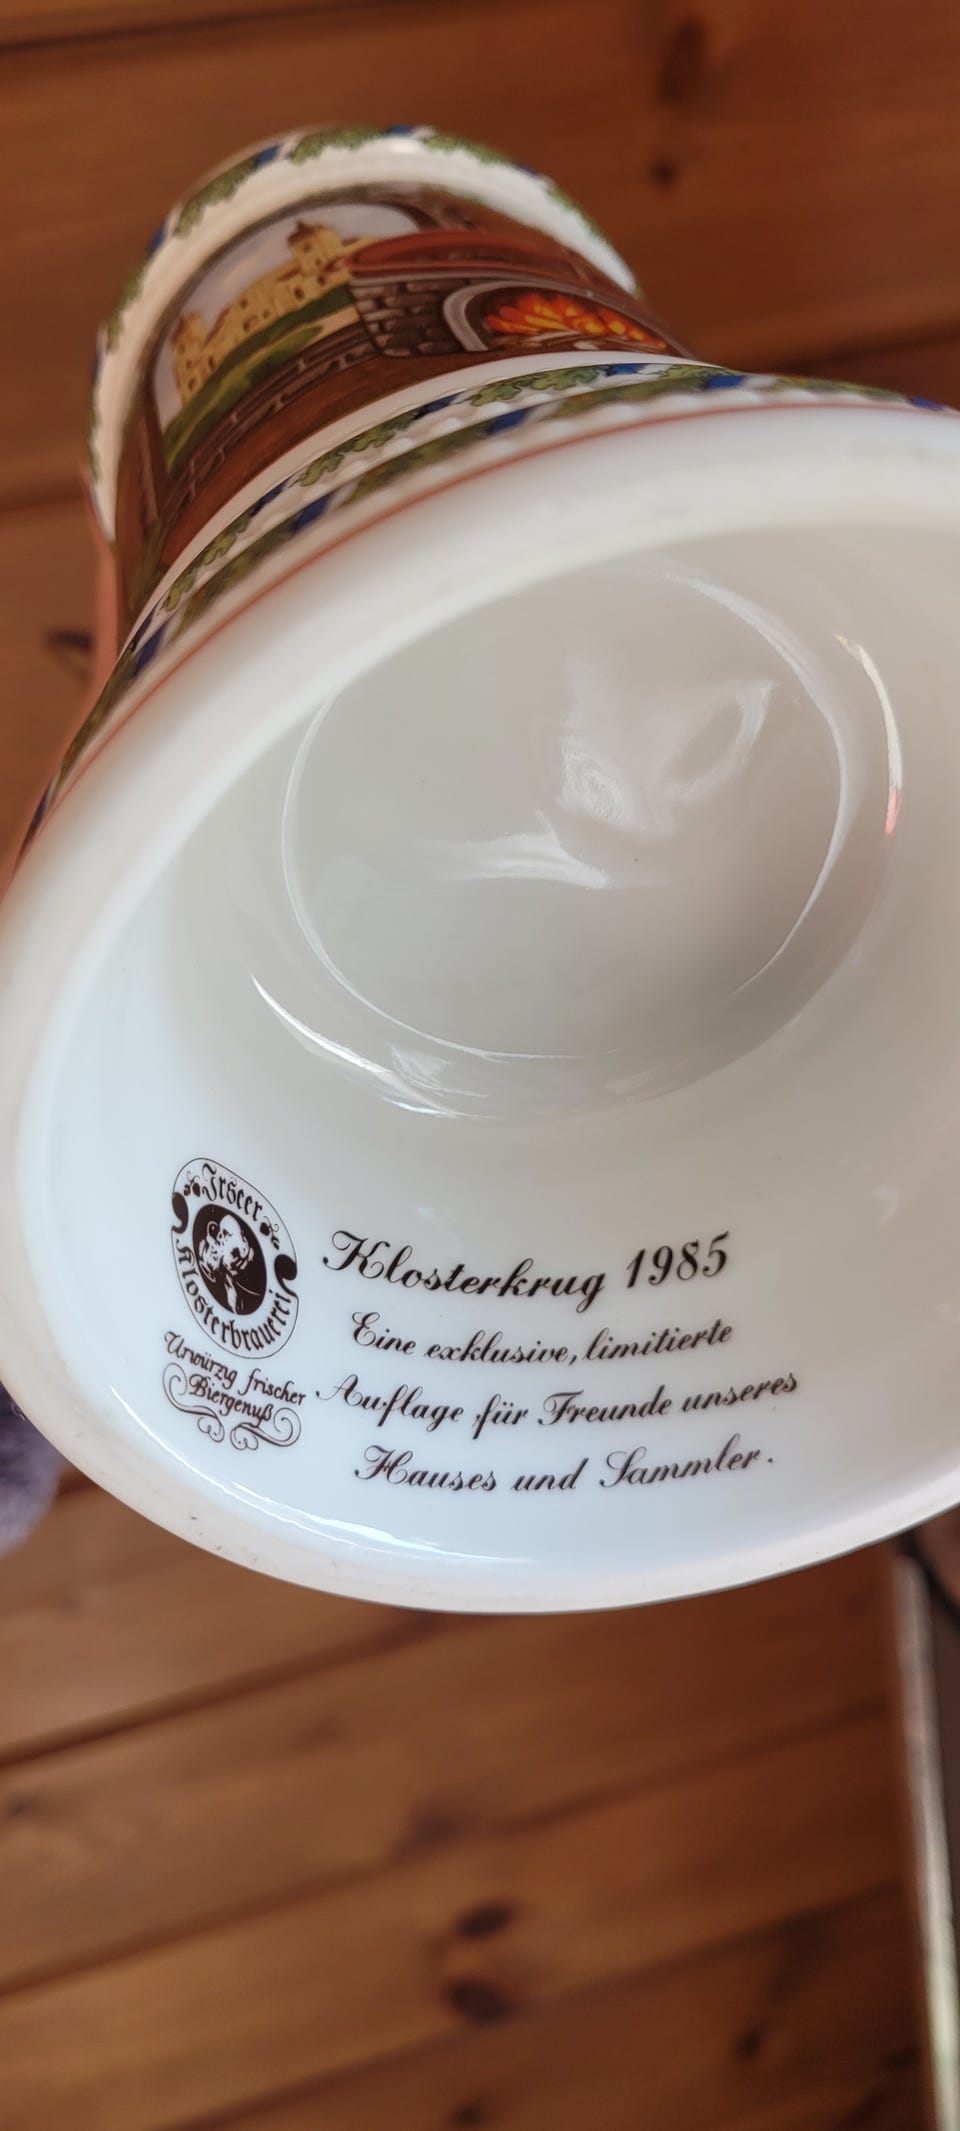 Irseer
Klosterbrauerei
Urwürzig frischer
Biergenuß
Klosterkrug 1985
Eine exklusive, limitierte
Auflage für Freunde unseres
Hauses und Sammler.